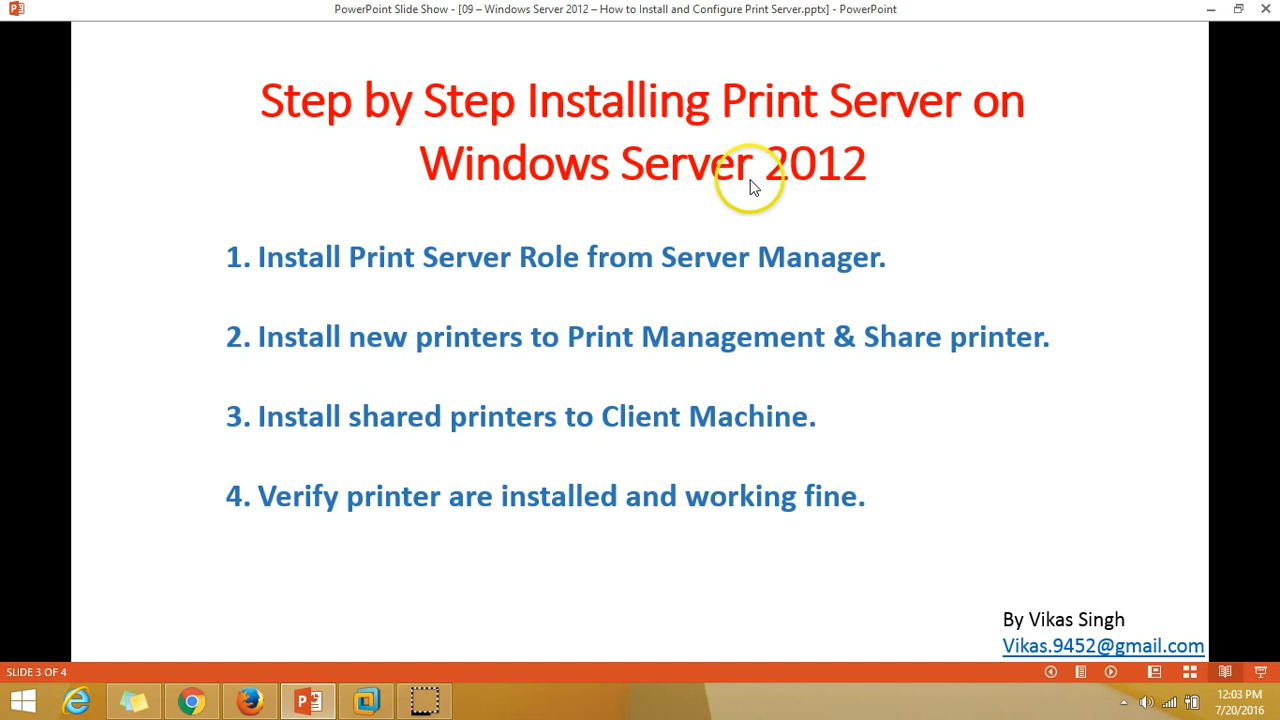 PowerPoint Slide Show - [09 – Windows Server 2012 – How to Install and Configure Print Server.pptx] - PowerPoint
Step by Step Installing Print Server on
Windows Server 2012
1. Install Print Server Role from Server Manager.
2. Install new printers to Print Management & Share printer.
3. Install shared printers to Client Machine.
4. Verify printer are installed and working fine.
By Vikas Singh
Vikas.9452@gmail.com
SLIDE 3 OF 4
12:03 PM
7/20/2016